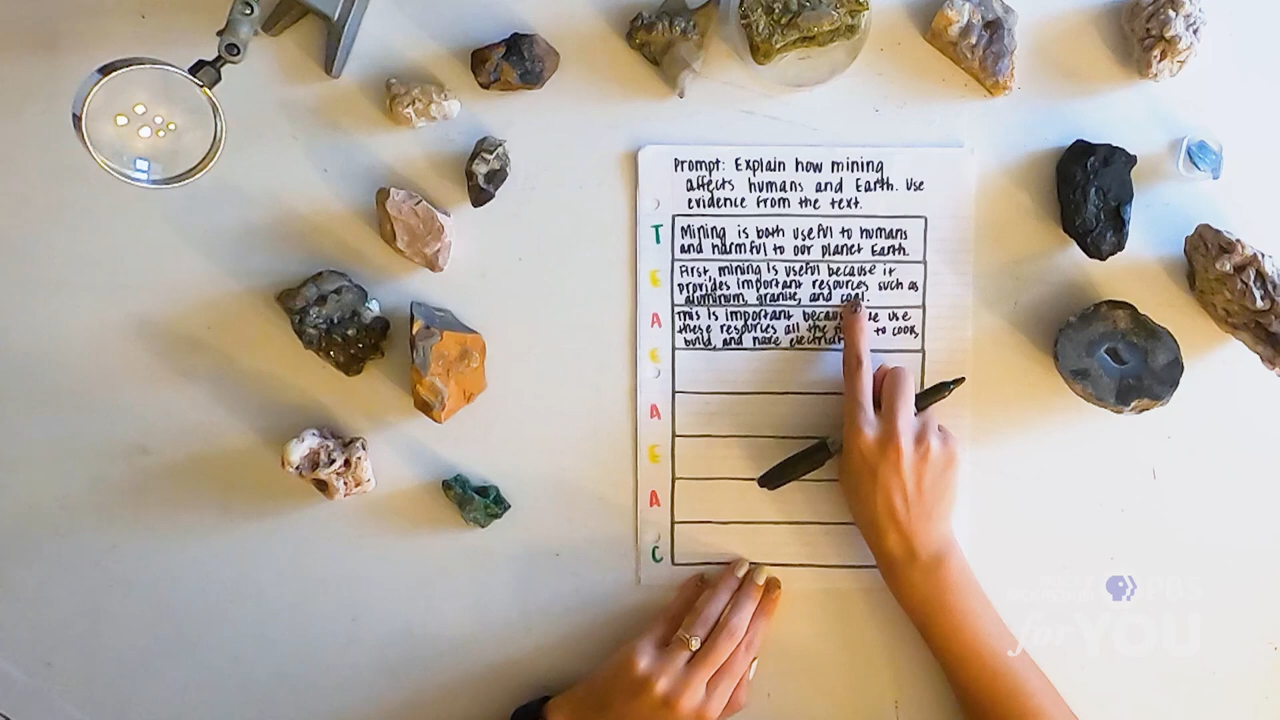 Prompt: Explain how mining
affects humans and Earth. Use
evidence from the text.
T
Mining is both useful to humans
and harmful to our planet Earth.
E
First, mining is useful because it
provides important resources such as
aluminum, granite, and coal.
A
This is important because we use
these resources all the to cook,
build, and have
E
A
E
A
C
PBS
for YOU